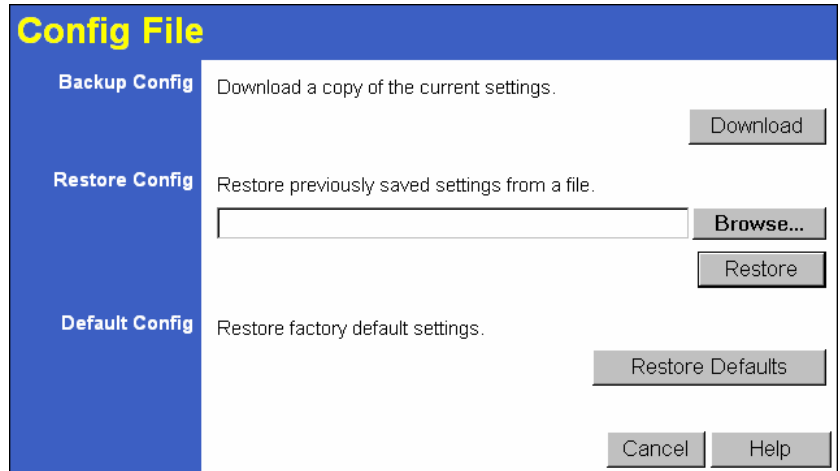 Config File
Backup Config
Download a copy of the current settings.
Download
Restore Config
Restore previously saved settings from a file.
Browse...
Restore
Default Config
Restore factory default settings.
Restore Defaults
Cancel Help